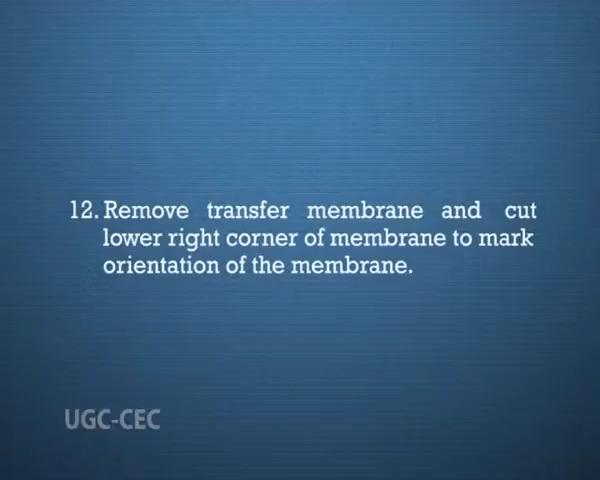 12. Remove transfer membrane and cut
lower right corner of membrane to mark
orientation of the membrane.
UGC-CEC